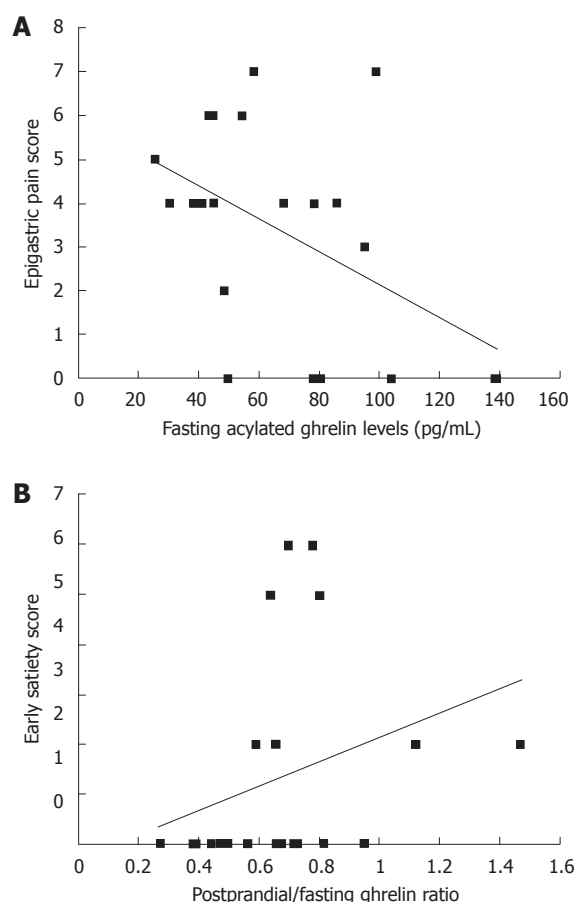 A
8
7
6
5
4
3
2
1
0
Epigastric pain score
0 20 40 60 80 100 120 140 160
Fasting acylated ghrelin levels (pg/mL)
B
7
6
5
4
3
2
1
0
Early satiety score
0 0.2 0.4 0.6 0.8 1 1.2 1.4 1.6
Postprandial/fasting ghrelin ratio